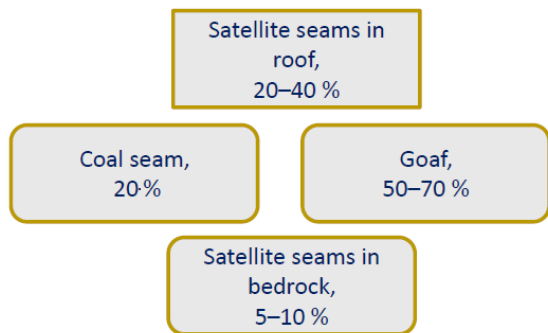 Satellite seams in
roof,
20–40 %
Coal seam,
20 %
Goaf,
50–70 %
Satellite seams in
bedrock,
5–10 %